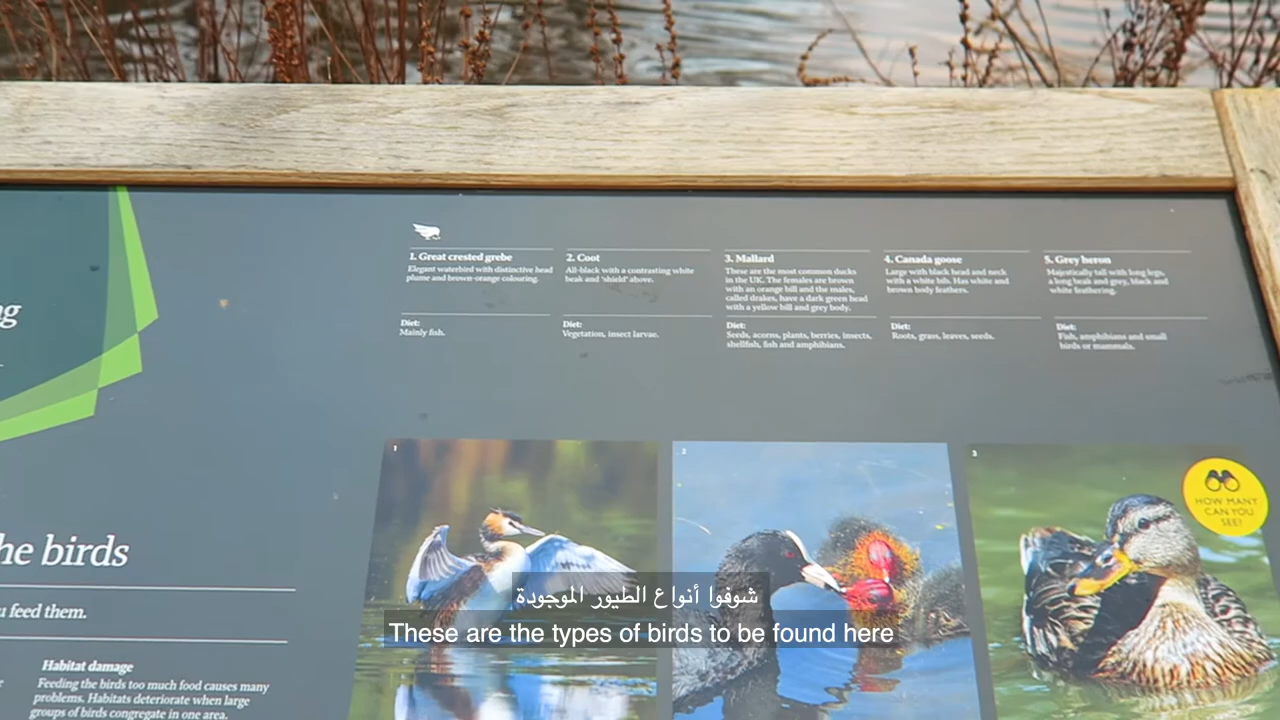 1. Great crested grebe
Elegant waterbird with distinctive head
plume and brown-orange colouring.
Diet:
Mainly fish.
2. Coot
All-black with a contrasting white
beak and 'shield' above.
Diet:
Vegetation, insect larvae.
3. Mallard
These are the most common ducks
in the UK. The females are brown
with an orange bill and the males,
called drakes, have a dark green head
with a yellow bill and grey body.
Diet:
Seeds, acorns, plants, berries, insects,
shellfish, fish and amphibians.
4. Canada goose
Large with black head and neck
with a white bib. Has white and
brown body feathers.
Diet:
Roots, grass, leaves, seeds.
5. Grey heron
Majestically tall with long legs,
a long beak and grey, black and
white feathering.
Diet:
Fish, amphibians and small
birds or mammals.
1
2
3
HOW MANY
CAN YOU
SEE?
he birds
feed them.
Habitat damage
Feeding the birds too much food causes many
problems. Habitats deteriorate when large
groups of birds congregate in one area.
شوفوا أنواع الطيور الموجودة
These are the types of birds to be found here